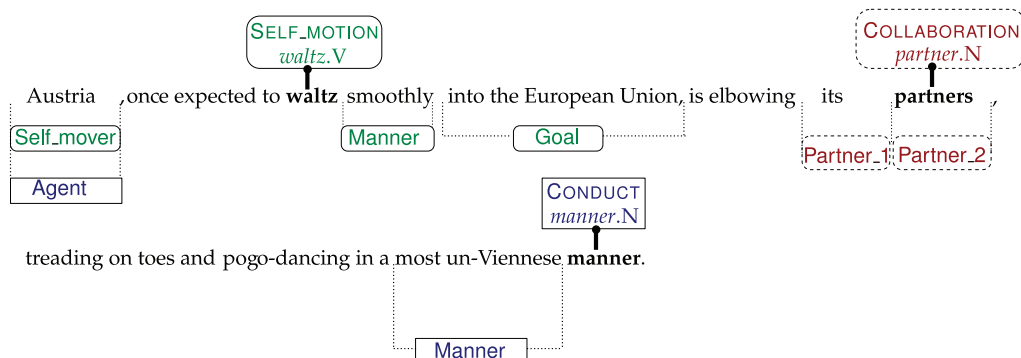 SELF_MOTION COLLABORATION
waltz.V partner.N
Austria , once expected to waltz smoothly into the European Union, is elbowing its partners ,
Self_mover Manner Goal Partner_1 Partner_2
Agent CONDUCT
manner.N
treading on toes and pogo-dancing in a most un-Viennese manner.
Manner